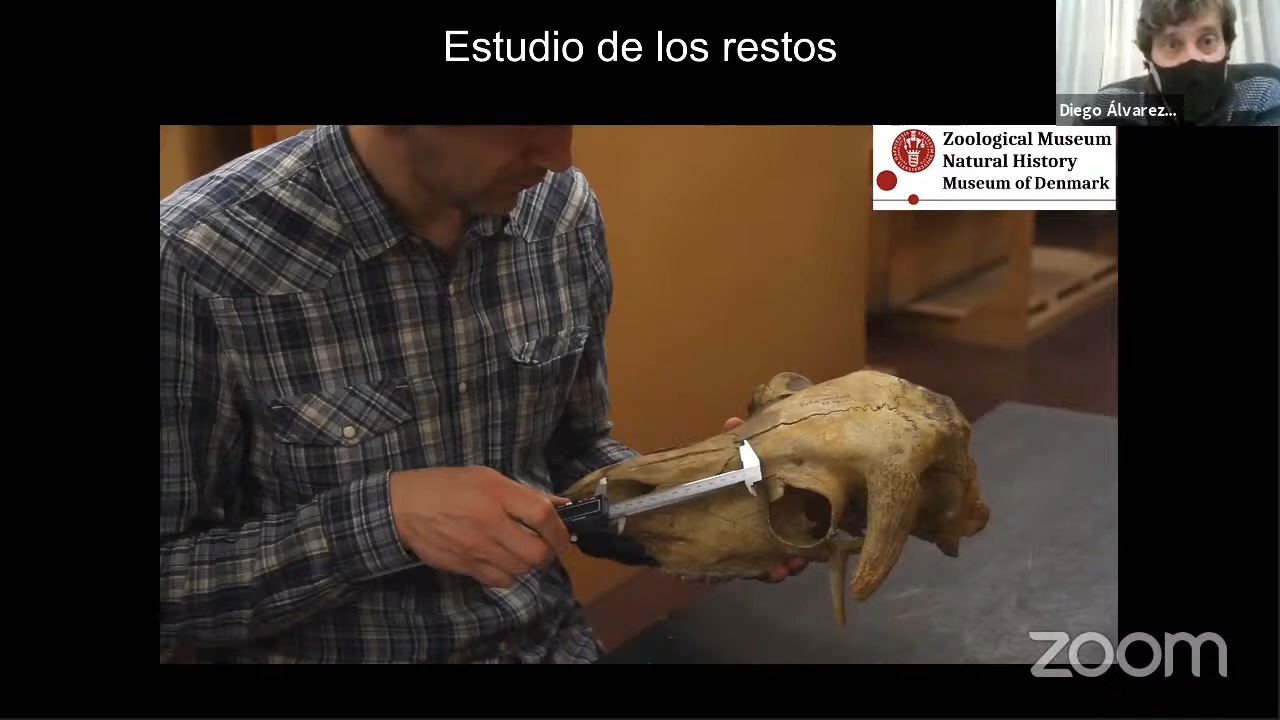 Estudio de los restos
Diego Álvarez...
Zoological Museum
Natural History
Museum of Denmark
zoom